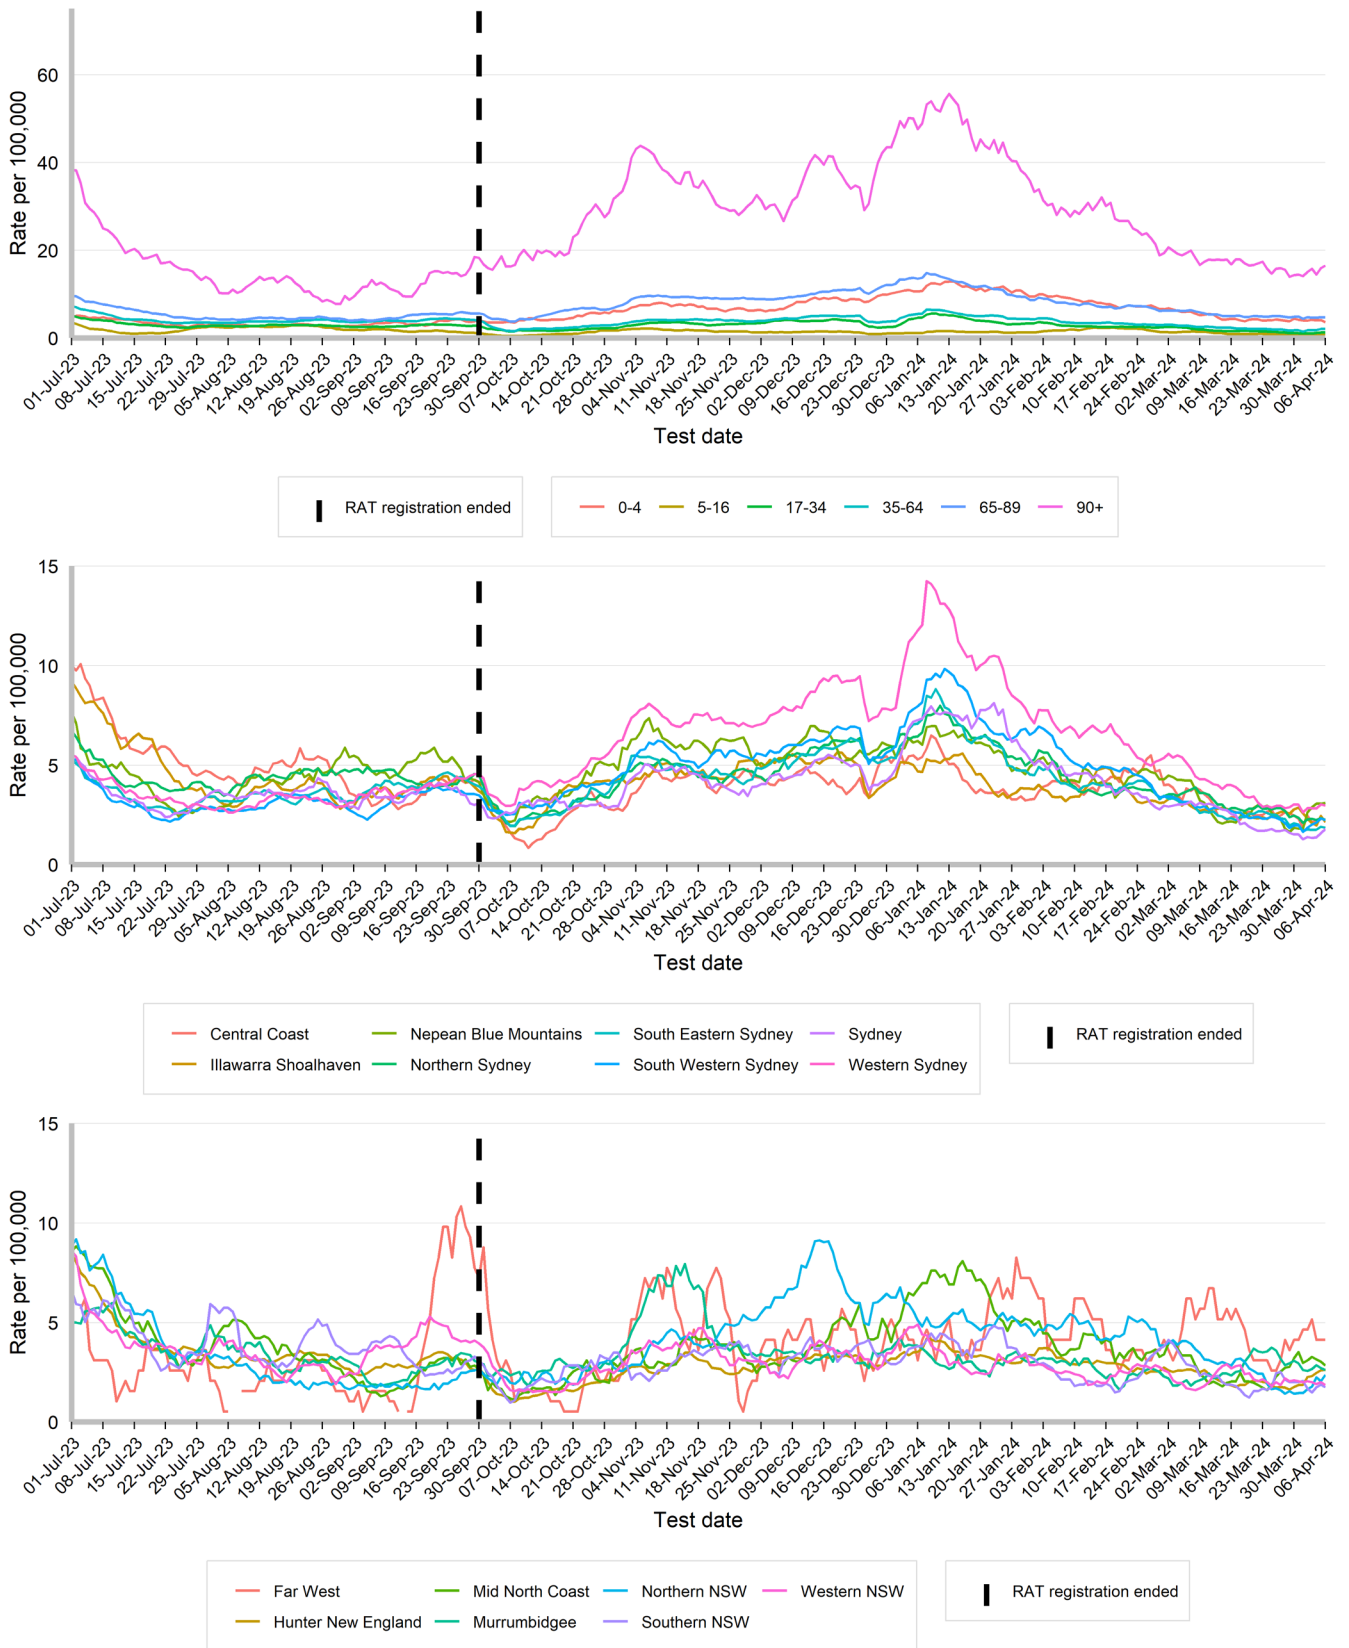 Rate per 100,000
60
40
20
0
01-Jul-23 08-Jul-23 15-Jul-23 22-Jul-23 29-Jul-23 05-Aug-23 12-Aug-23 19-Aug-23 26-Aug-23 02-Sep-23 09-Sep-23 16-Sep-23 23-Sep-23 30-Sep-23 07-Oct-23 14-Oct-23 21-Oct-23 28-Oct-23 04-Nov-23 11-Nov-23 18-Nov-23 25-Nov-23 02-Dec-23 09-Dec-23 16-Dec-23 23-Dec-23 30-Dec-23 06-Jan-24 13-Jan-24 20-Jan-24 27-Jan-24 03-Feb-24 10-Feb-24 17-Feb-24 24-Feb-24 02-Mar-24 09-Mar-24 16-Mar-24 23-Mar-24 30-Mar-24 06-Apr-24
Test date
RAT registration ended 0-4 5-16 17-34 35-64 65-89 90+
Rate per 100,000
15
10
5
0
01-Jul-23 08-Jul-23 15-Jul-23 22-Jul-23 29-Jul-23 05-Aug-23 12-Aug-23 19-Aug-23 26-Aug-23 02-Sep-23 09-Sep-23 16-Sep-23 23-Sep-23 30-Sep-23 07-Oct-23 14-Oct-23 21-Oct-23 28-Oct-23 04-Nov-23 11-Nov-23 18-Nov-23 25-Nov-23 02-Dec-23 09-Dec-23 16-Dec-23 23-Dec-23 30-Dec-23 06-Jan-24 13-Jan-24 20-Jan-24 27-Jan-24 03-Feb-24 10-Feb-24 17-Feb-24 24-Feb-24 02-Mar-24 09-Mar-24 16-Mar-24 23-Mar-24 30-Mar-24 06-Apr-24
Test date
Central Coast Nepean Blue Mountains South Eastern Sydney Sydney RAT registration ended
Illawarra Shoalhaven Northern Sydney South Western Sydney Western Sydney
Rate per 100,000
15
10
5
0
01-Jul-23 08-Jul-23 15-Jul-23 22-Jul-23 29-Jul-23 05-Aug-23 12-Aug-23 19-Aug-23 26-Aug-23 02-Sep-23 09-Sep-23 16-Sep-23 23-Sep-23 30-Sep-23 07-Oct-23 14-Oct-23 21-Oct-23 28-Oct-23 04-Nov-23 11-Nov-23 18-Nov-23 25-Nov-23 02-Dec-23 09-Dec-23 16-Dec-23 23-Dec-23 30-Dec-23 06-Jan-24 13-Jan-24 20-Jan-24 27-Jan-24 03-Feb-24 10-Feb-24 17-Feb-24 24-Feb-24 02-Mar-24 09-Mar-24 16-Mar-24 23-Mar-24 30-Mar-24 06-Apr-24
Test date
Far West Mid North Coast Northern NSW Western NSW RAT registration ended
Hunter New England Murrumbidgee Southern NSW